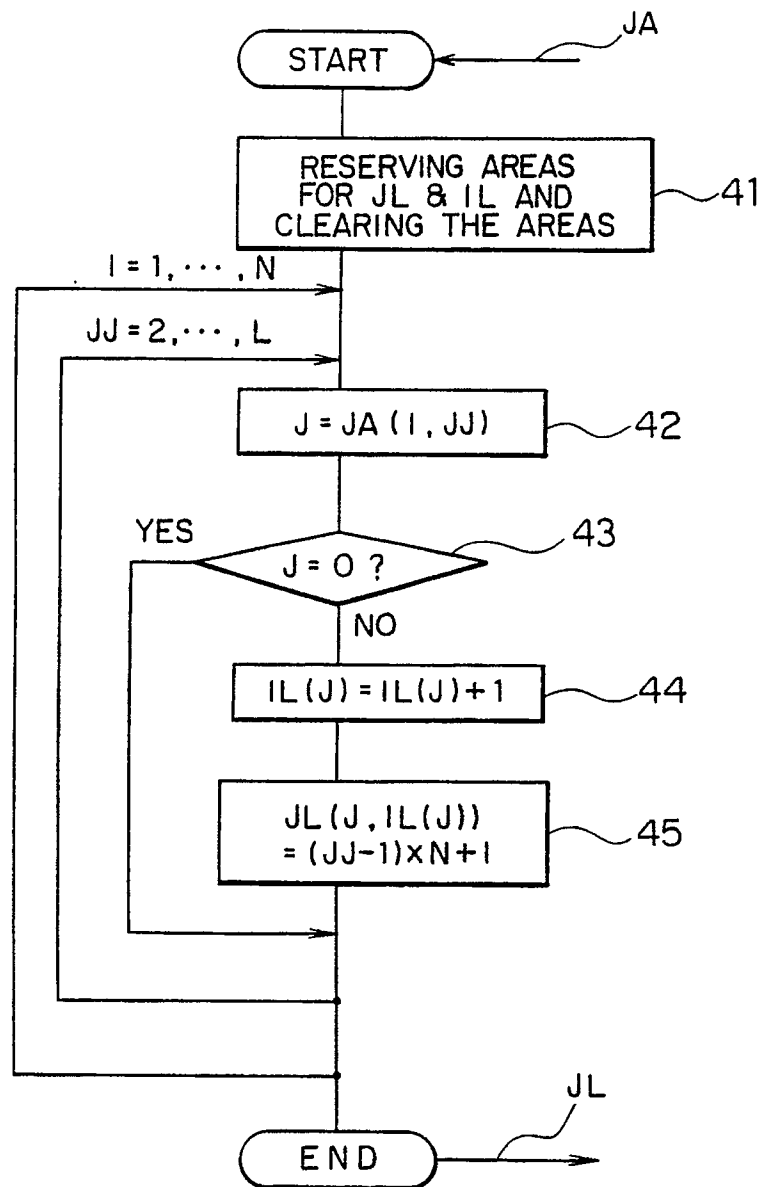 JA
START
RESERVING AREAS
FOR JL & IL AND
CLEARING THE AREAS
41
I = 1, ..., N
JJ = 2, ..., L
J = JA (I, JJ)
42
YES
J = 0 ?
43
NO
IL(J) = IL(J)+1
44
JL(J, IL(J))
= (JJ-1)×N+I
45
JL
END